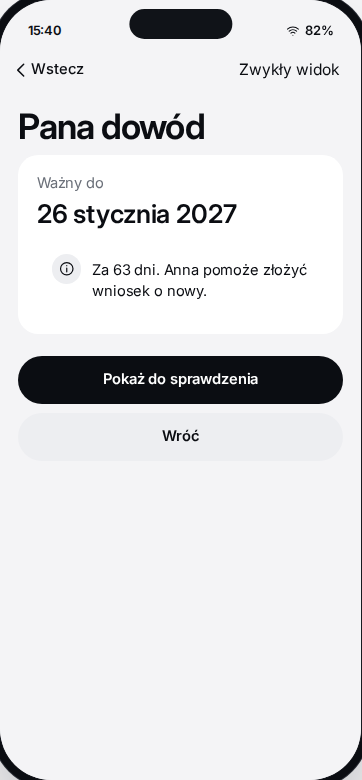 15:40
82%
Wstecz
Zwykły widok
Pana dowód
Ważny do
26 stycznia 2027
Za 63 dni. Anna pomoże złożyć
wniosek o nowy.
Pokaż do sprawdzenia
Wróć